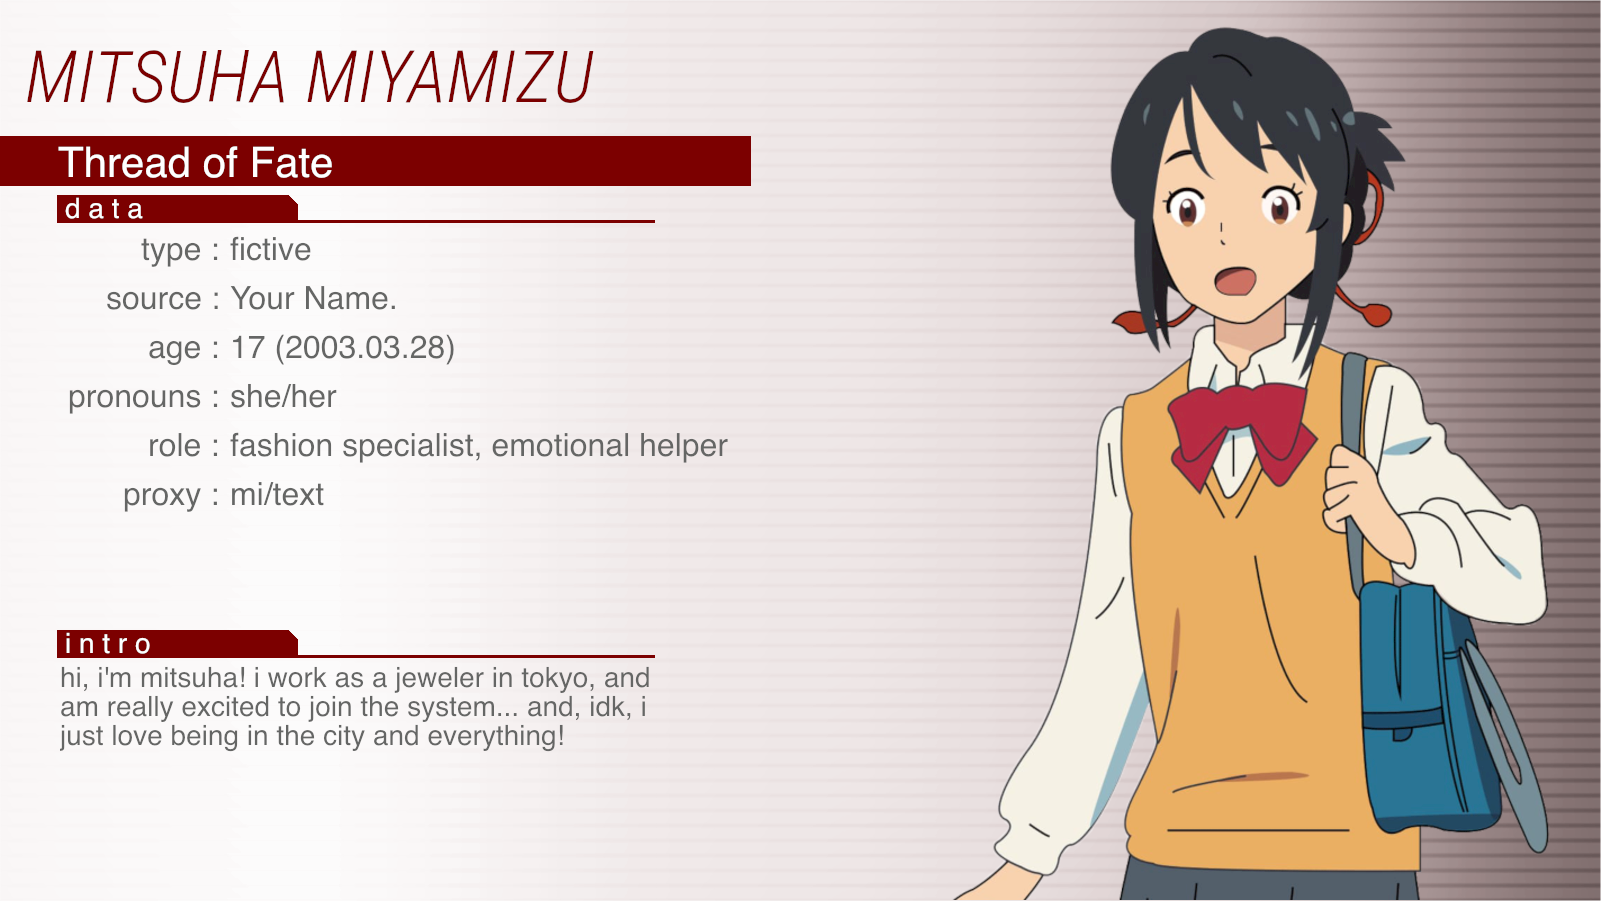 MITSUHA MIYAMIZU
Thread of Fate
data
type : fictive
source : Your Name.
age : 17 (2003.03.28)
pronouns : she/her
role : fashion specialist, emotional helper
proxy : mi/text
intro
hi, i'm mitsuha! i work as a jeweler in tokyo, and
am really excited to join the system... and, idk, i
just love being in the city and everything!